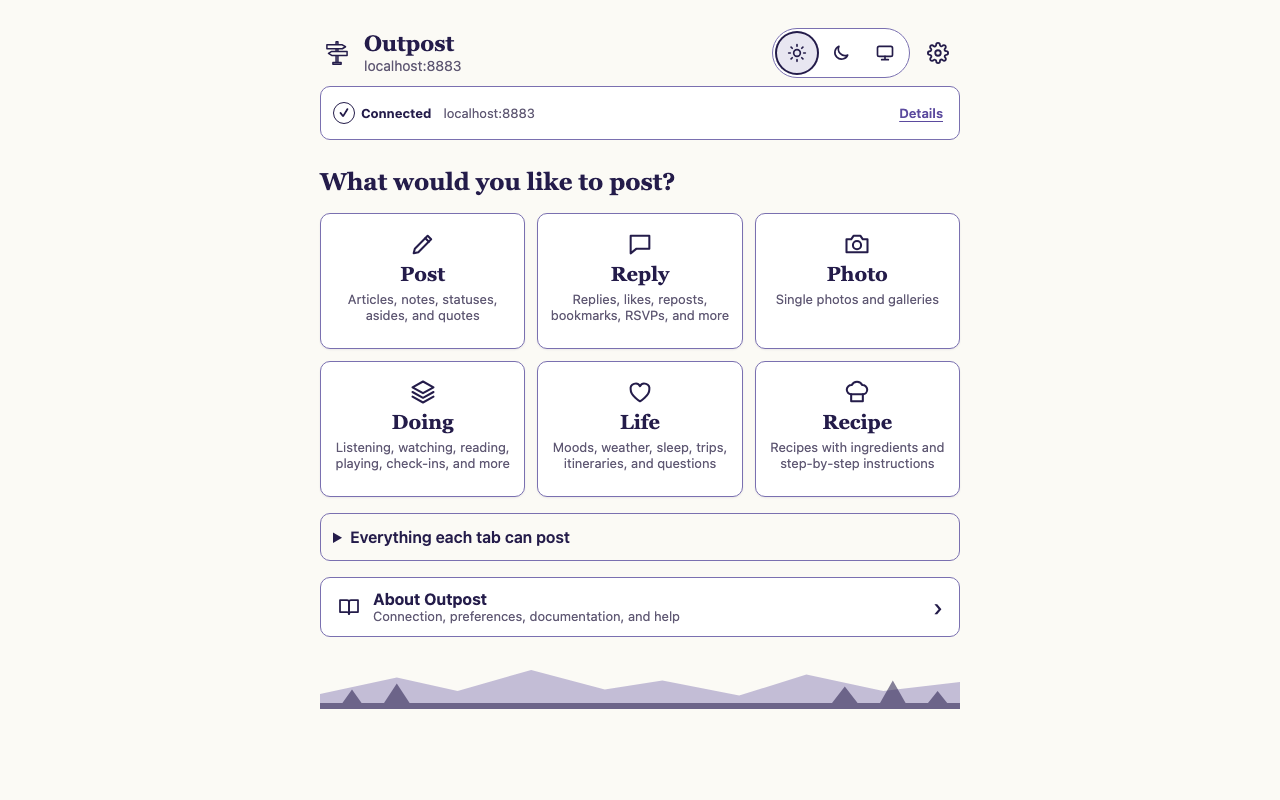 Outpost
localhost:8883
Connected localhost:8883 Details
What would you like to post?
Post
Articles, notes, statuses,
asides, and quotes
Reply
Replies, likes, reposts,
bookmarks, RSVPs, and more
Photo
Single photos and galleries
Doing
Listening, watching, reading,
playing, check-ins, and more
Life
Moods, weather, sleep, trips,
itineraries, and questions
Recipe
Recipes with ingredients and
step-by-step instructions
Everything each tab can post
About Outpost
Connection, preferences, documentation, and help